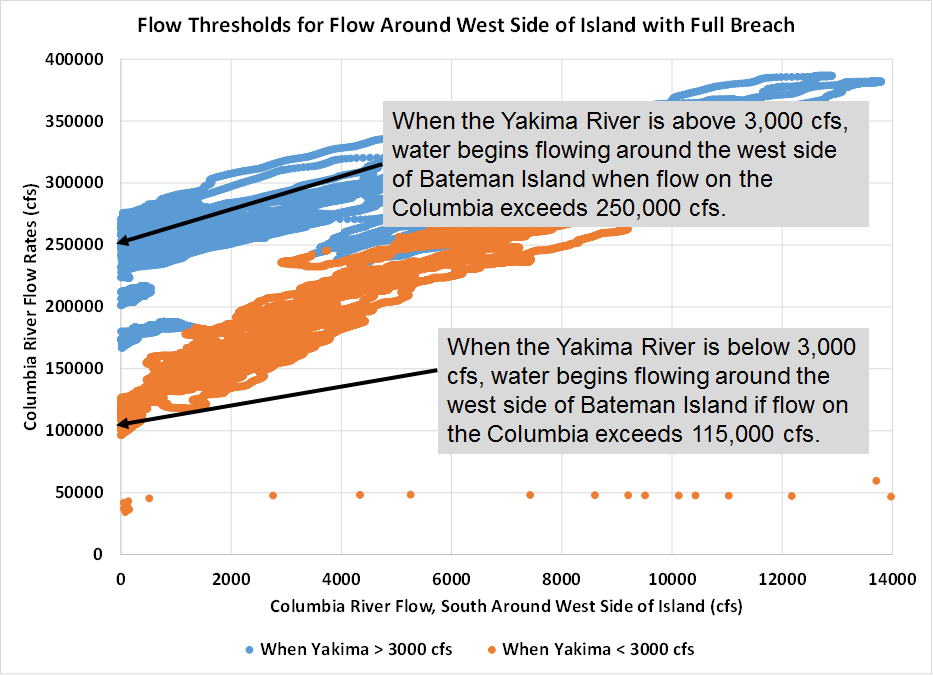 Flow Thresholds for Flow Around West Side of Island with Full Breach
Columbia River Flow Rates (cfs)
400000
350000
300000
250000
200000
150000
100000
50000
0
When the Yakima River is above 3,000 cfs,
water begins flowing around the west side
of Bateman Island when flow on the
Columbia exceeds 250,000 cfs.
When the Yakima River is below 3,000
cfs, water begins flowing around the
west side of Bateman Island if flow on
the Columbia exceeds 115,000 cfs.
0 2000 4000 6000 8000 10000 12000 14000
Columbia River Flow, South Around West Side of Island (cfs)
When Yakima > 3000 cfs When Yakima < 3000 cfs